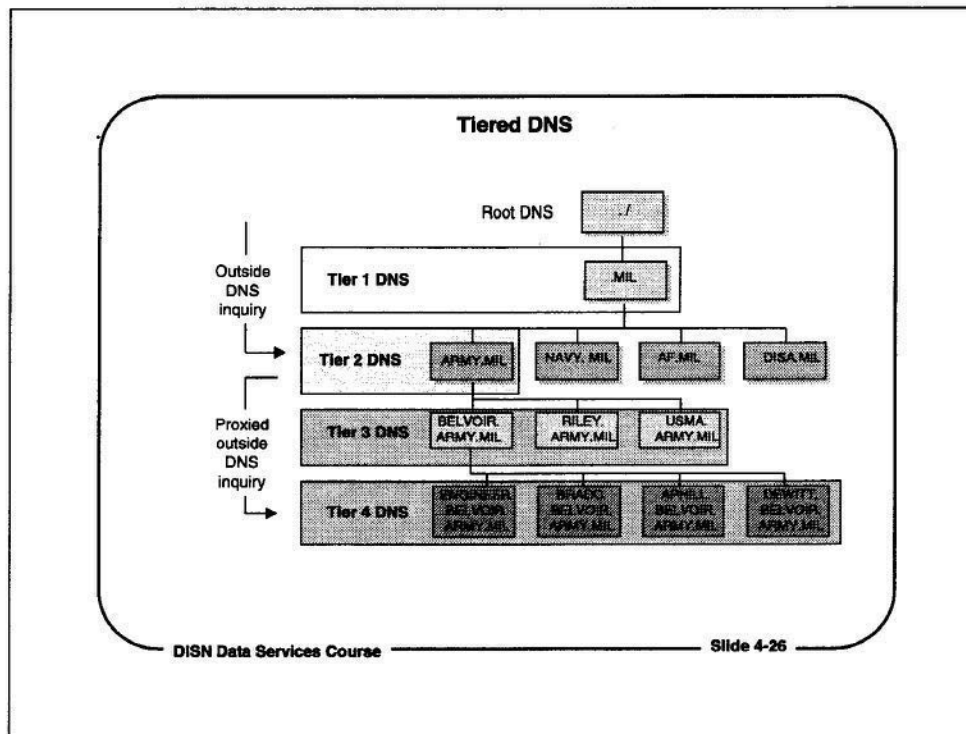 Tiered DNS
Root DNS
./
Outside
DNS
inquiry
Tier 1 DNS
.MIL
Tier 2 DNS
ARMY.MIL
NAVY. MIL
AF.MIL
DISA.MIL
Proxied
outside
DNS
inquiry
Tier 3 DNS
BELVOIR.
ARMY.MIL
RILEY.
ARMY.MIL
USMA.
ARMY.MIL
Tier 4 DNS
ENGINEER.
BELVOIR.
ARMY.MIL
BELVOIR.
ARMY.MIL
APHILL.
BELVOIR.
ARMY.MIL
DEWITT.
BELVOIR.
ARMY.MIL
DISN Data Services Course
Slide 4-26